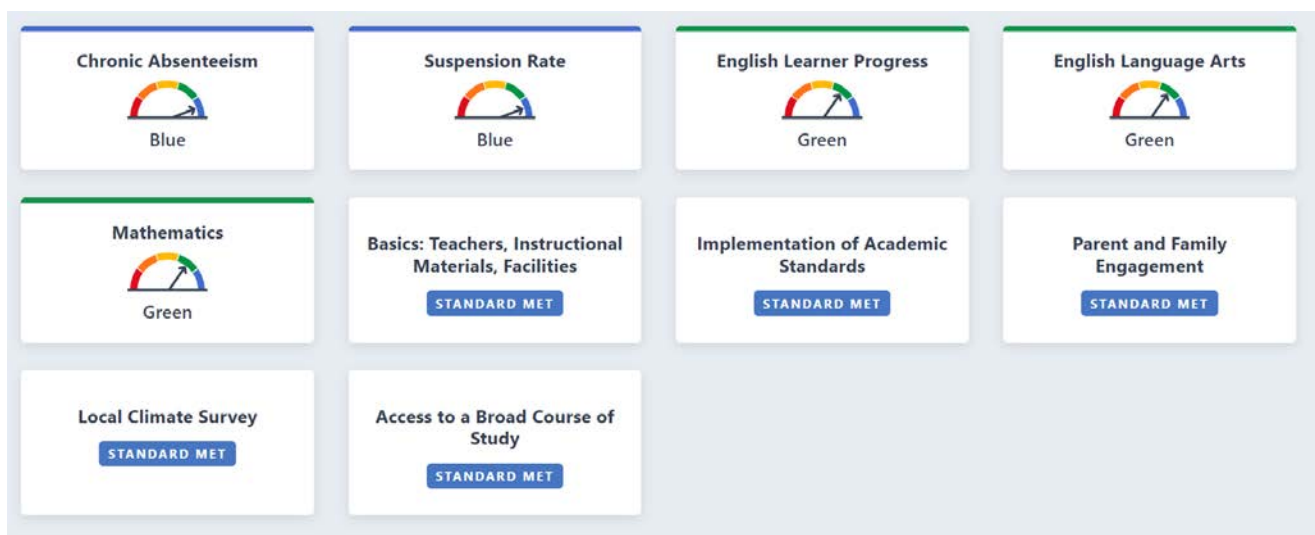 Chronic Absenteeism
Blue
Suspension Rate
Blue
English Learner Progress
Green
English Language Arts
Green
Mathematics
Green
Basics: Teachers, Instructional
Materials, Facilities
STANDARD MET
Implementation of Academic
Standards
STANDARD MET
Parent and Family
Engagement
STANDARD MET
Local Climate Survey
STANDARD MET
Access to a Broad Course of
Study
STANDARD MET